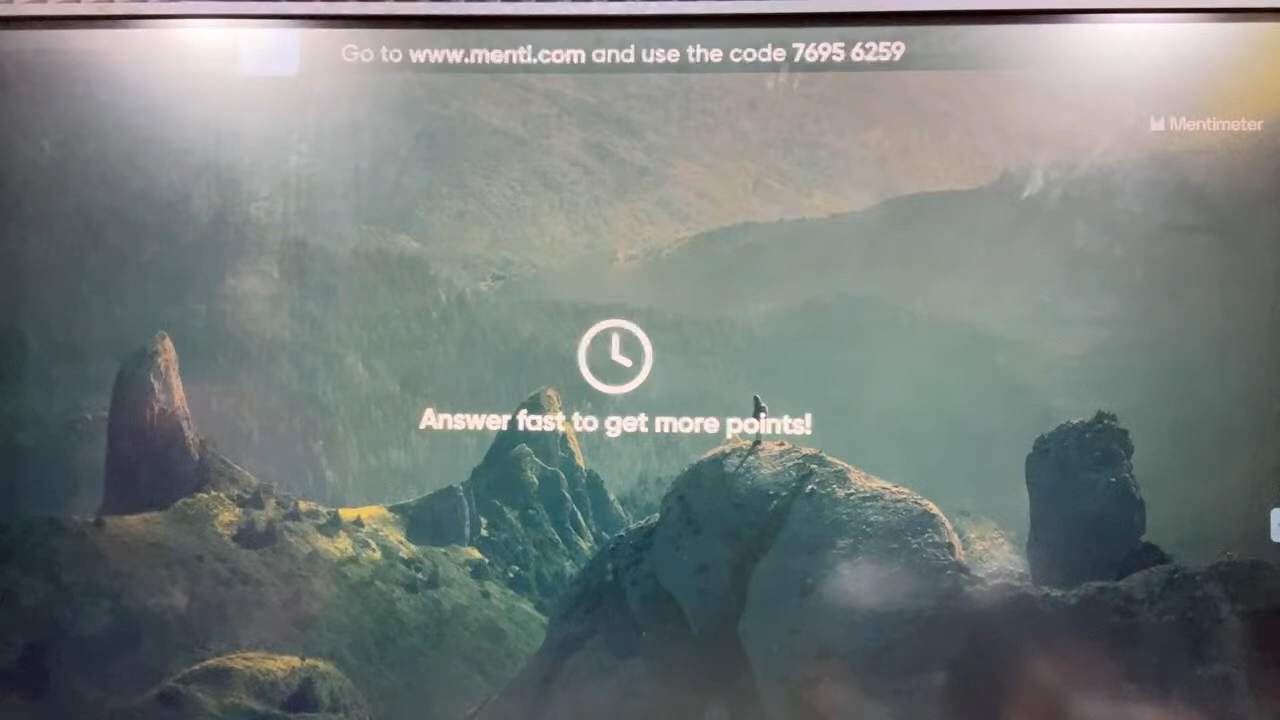 Go to www.menti.com and use the code 7695 6259
Mentimeter
Answer fast to get more points!